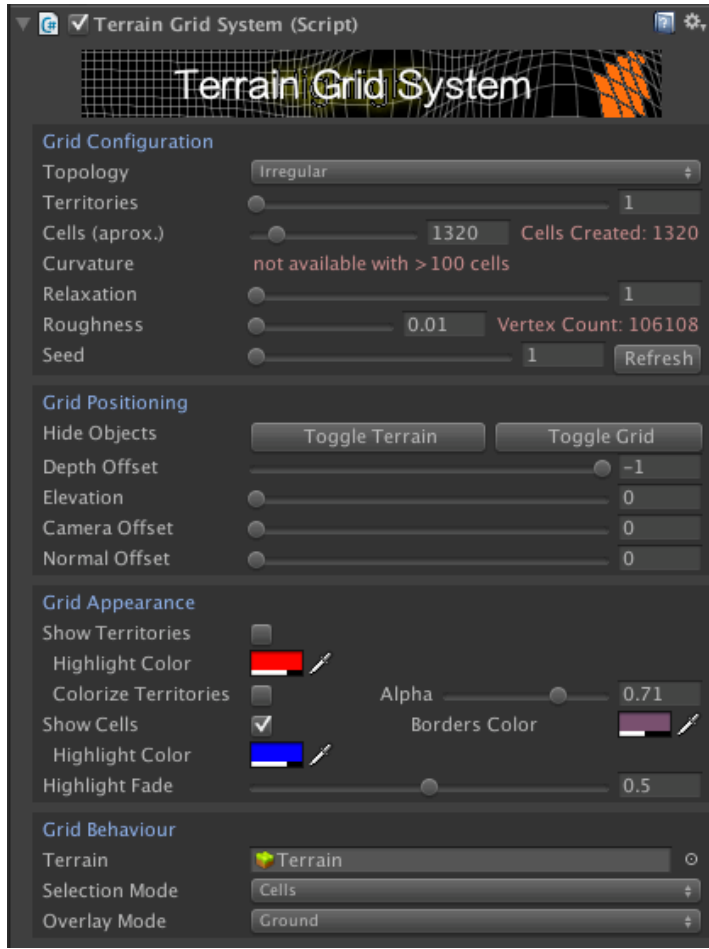 Terrain Grid System (Script)
Terrain Grid System
Grid Configuration
Topology Irregular
Territories 1
Cells (aprox.) 1320 Cells Created: 1320
Curvature not available with > 100 cells
Relaxation 1
Roughness 0.01 Vertex Count: 106108
Seed 1 Refresh
Grid Positioning
Hide Objects Toggle Terrain Toggle Grid
Depth Offset -1
Elevation 0
Camera Offset 0
Normal Offset 0
Grid Appearance
Show Territories
Highlight Color
Colorize Territories Alpha 0.71
Show Cells Borders Color
Highlight Color
Highlight Fade 0.5
Grid Behaviour
Terrain Terrain
Selection Mode Cells
Overlay Mode Ground